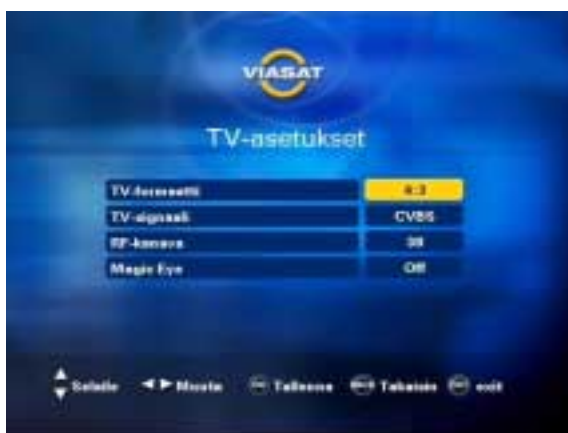 VIASAT
TV-asetukset
TV-formaatti 4:3
TV-signaali CVBS
RF-kanava 38
Magic Eye Off
Selaile Muuta Tallenna Takaisin exit